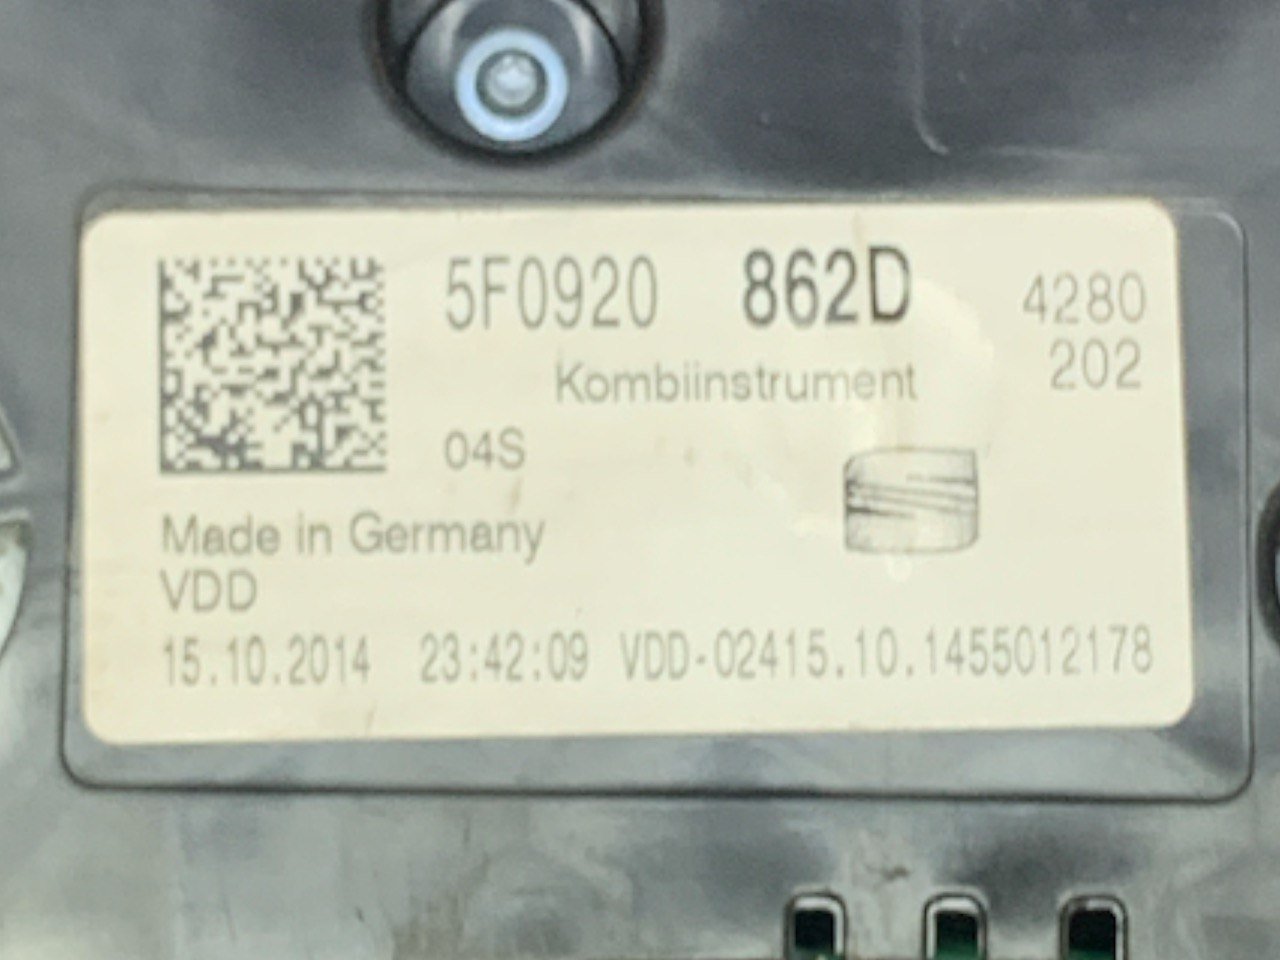 5F0920 862D 4280
202
Kombiinstrument
04S
Made in Germany
VDD
15.10.2014 23:42:09 VDD-02415.10.1455012178